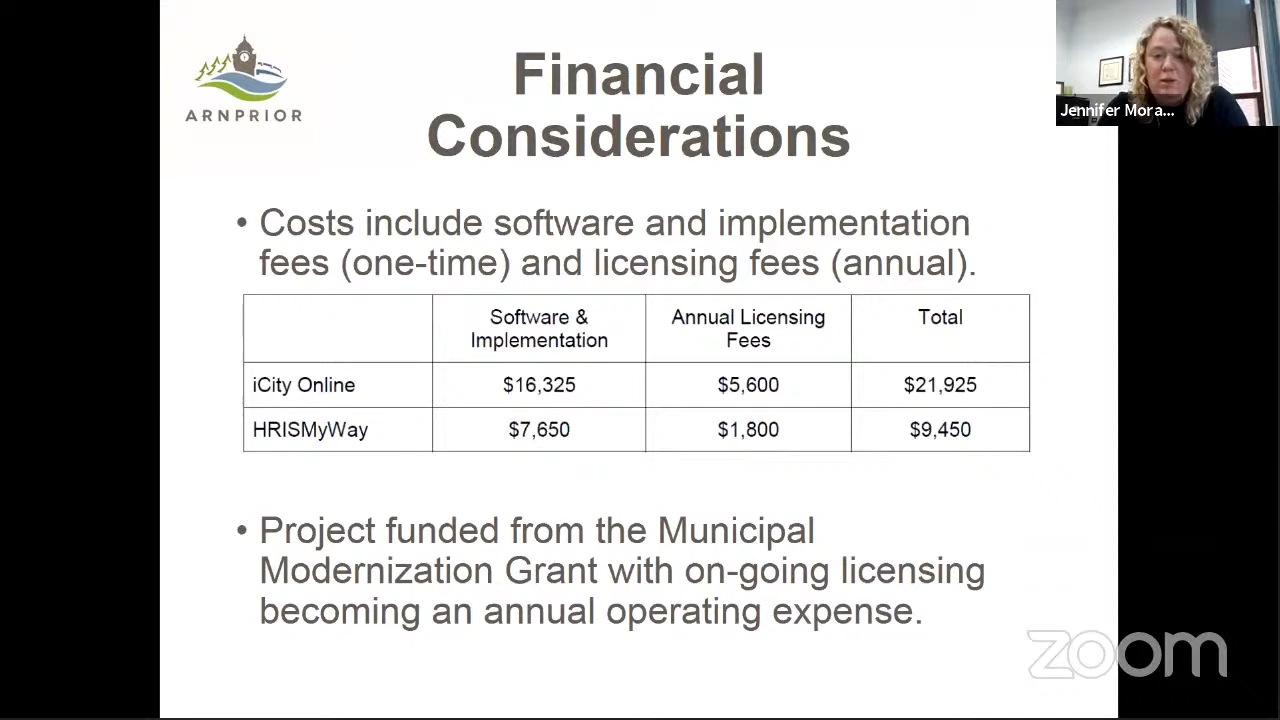 ARNPRIOR
Financial
Considerations
Jennifer Mora...
• Costs include software and implementation
fees (one-time) and licensing fees (annual).
Software & Implementation Annual Licensing Fees Total
iCity Online $16,325 $5,600 $21,925
HRISMyWay $7,650 $1,800 $9,450
• Project funded from the Municipal
Modernization Grant with on-going licensing
becoming an annual operating expense.
zoom